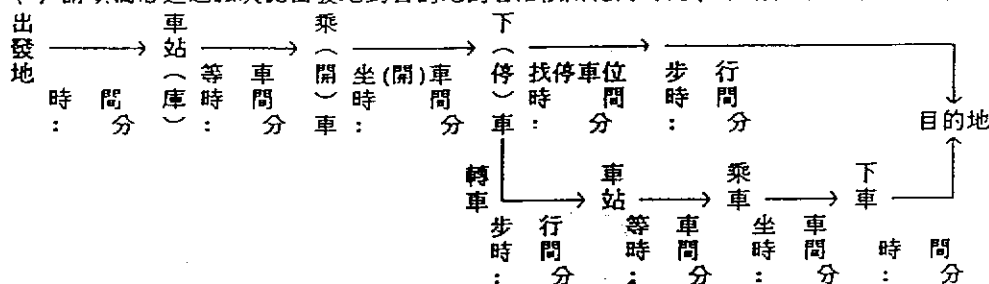 出發地
時間： 分
車站（庫）
等車時間： 分
乘（開）車
坐(開)車時間： 分
下（停）車
找停車位時間： 分
步行時間： 分
目的地
轉車
步行時間： 分
車站
等車時間： 分
乘車
坐車時間： 分
下車
時間： 分